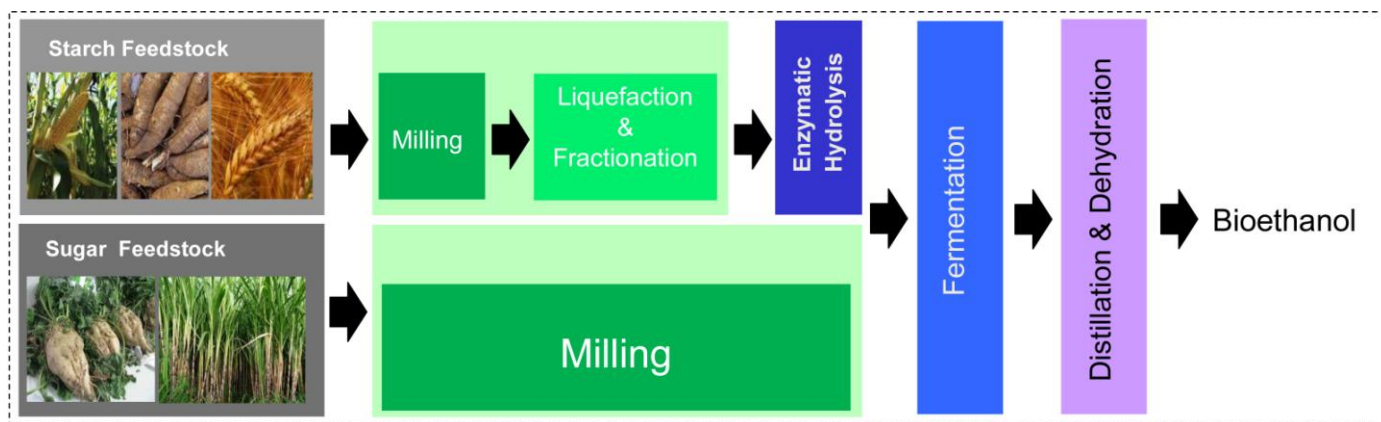 Starch Feedstock
Milling
Liquefaction
&
Fractionation
Enzymatic
Hydrolysis
Sugar Feedstock
Milling
Fermentation
Distillation & Dehydration
Bioethanol